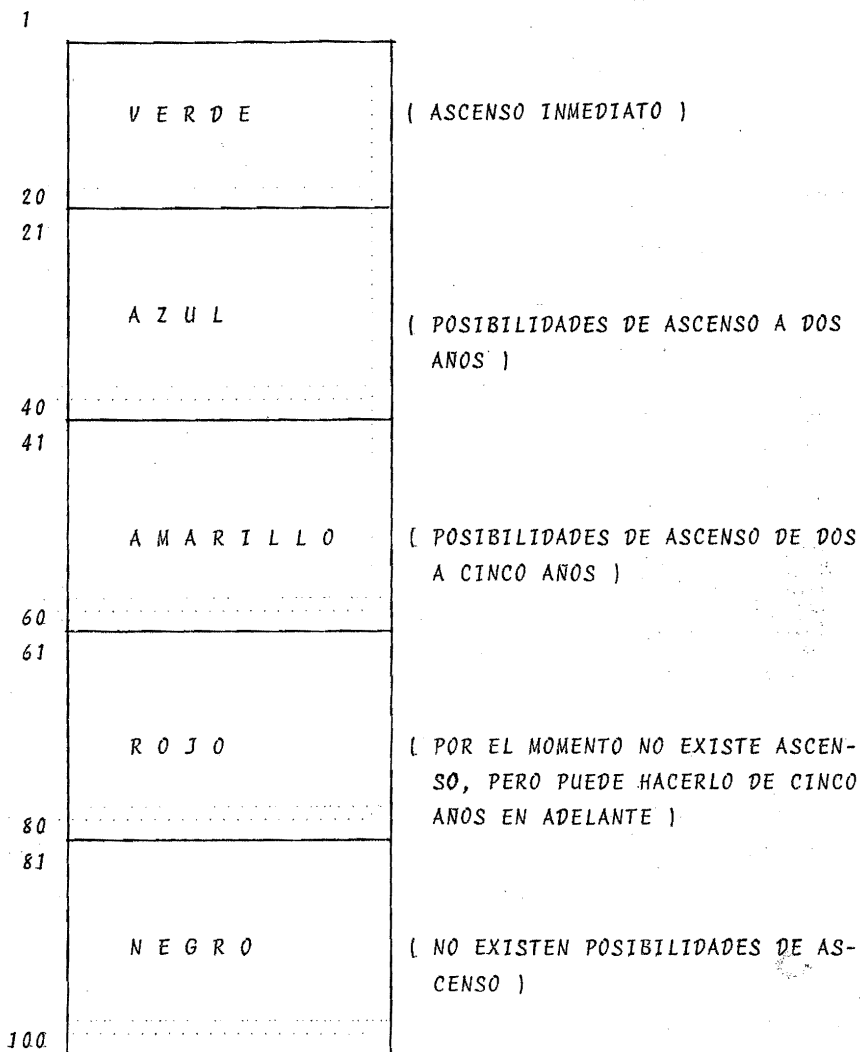 1
V E R D E ( ASCENSO INMEDIATO )
20
21
A Z U L ( POSIBILIDADES DE ASCENSO A DOS
AÑOS )
40
41
A M A R I L L O ( POSIBILIDADES DE ASCENSO DE DOS
A CINCO AÑOS )
60
61
R O J O ( POR EL MOMENTO NO EXISTE ASCEN-
SO, PERO PUEDE HACERLO DE CINCO
AÑOS EN ADELANTE )
80
81
N E G R O ( NO EXISTEN POSIBILIDADES DE AS-
CENSO )
100